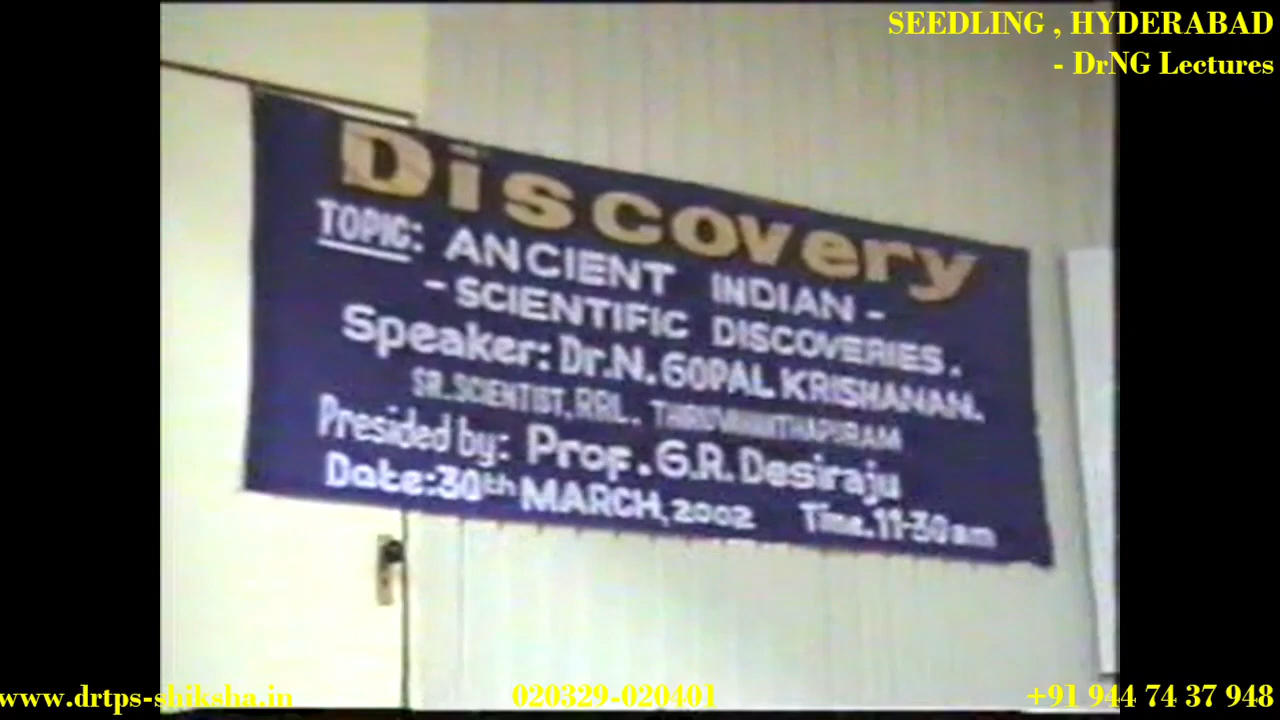 SEEDLING , HYDERABAD
- DrNG Lectures
Discovery
TOPIC: ANCIENT INDIAN -
- SCIENTIFIC DISCOVERIES.
Speaker: Dr.N. GOPAL KRISHANAN.
SR.SCIENTIST, RRL. THIRUVANANTHAPURAM
Presided by: Prof. G.R. Desiraju
Date: 30th MARCH, 2002 Time. 11-30am
www.drtps-shiksha.in 020329-020401 +91 944 74 37 948